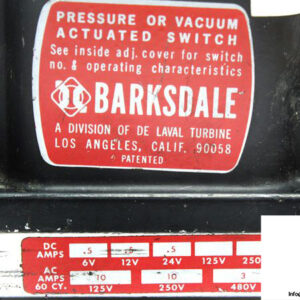 PRESSURE OR VACUUM
ACTUATED SWITCH
See inside adj. cover for switch
no. & operating characteristics
BARKSDALE
A DIVISION OF DE LAVAL TURBINE
LOS ANGELES, CALIF. 90058
PATENTED
DC AMPS .5 .5 .5
6V 12V 24V 125V 250
AC AMPS 60 CY. 10 10 3
125V 250V 480V